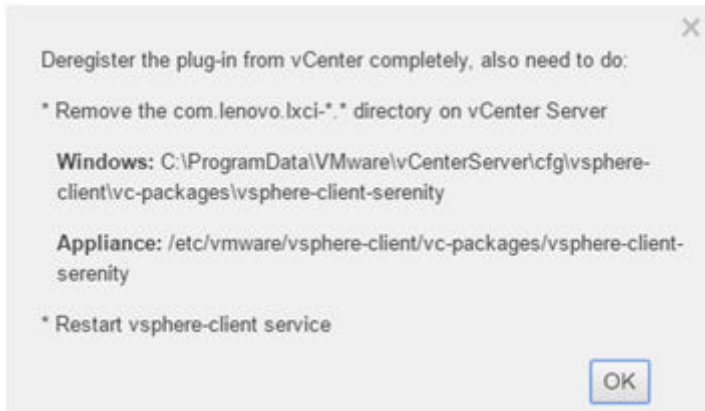 Deregister the plug-in from vCenter completely, also need to do:
* Remove the com.lenovo.lxci-*.* directory on vCenter Server
Windows: C:\ProgramData\VMware\vCenterServer\cfg\vsphere-
client\vc-packages\vsphere-client-serenity
Appliance: /etc/vmware/vsphere-client/vc-packages/vsphere-client-
serenity
* Restart vsphere-client service
OK